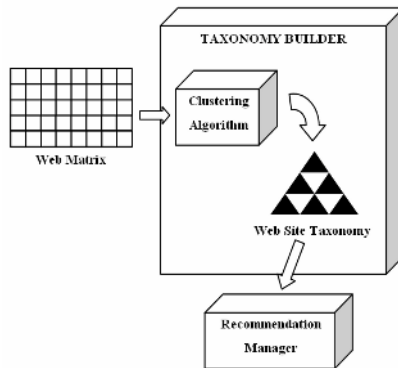 TAXONOMY BUILDER
Clustering
Algorithm
Web Matrix
Web Site Taxonomy
Recommendation
Manager